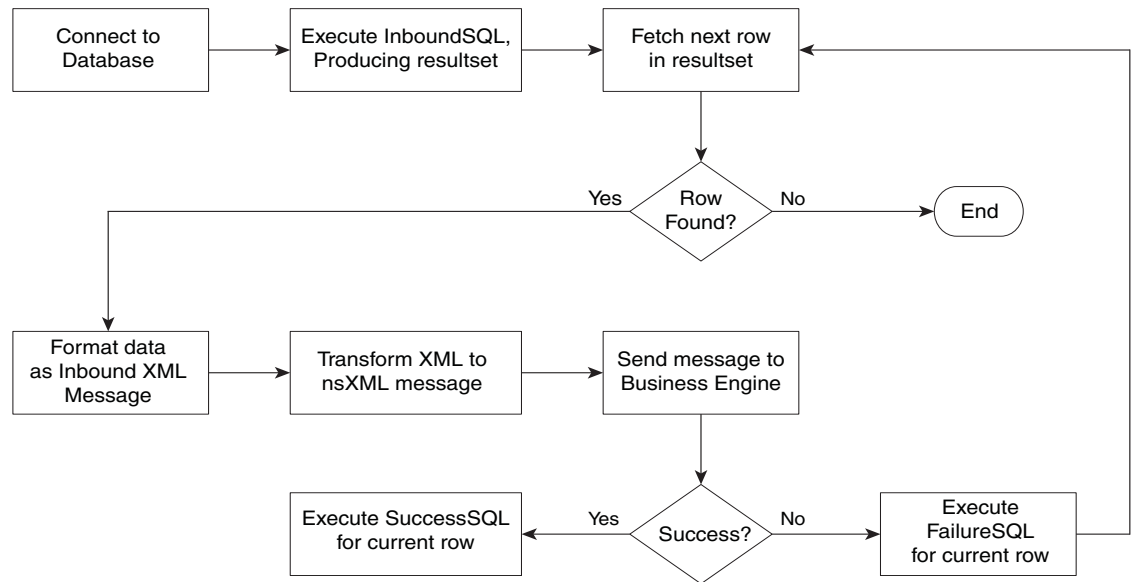 Connect to
Database
Execute InboundSQL,
Producing resultset
Fetch next row
in resultset
Yes
Row
Found?
No
End
Format data
as Inbound XML
Message
Transform XML to
nsXML message
Send message to
Business Engine
Execute SuccessSQL
for current row
Yes
Success?
No
Execute
FailureSQL
for current row